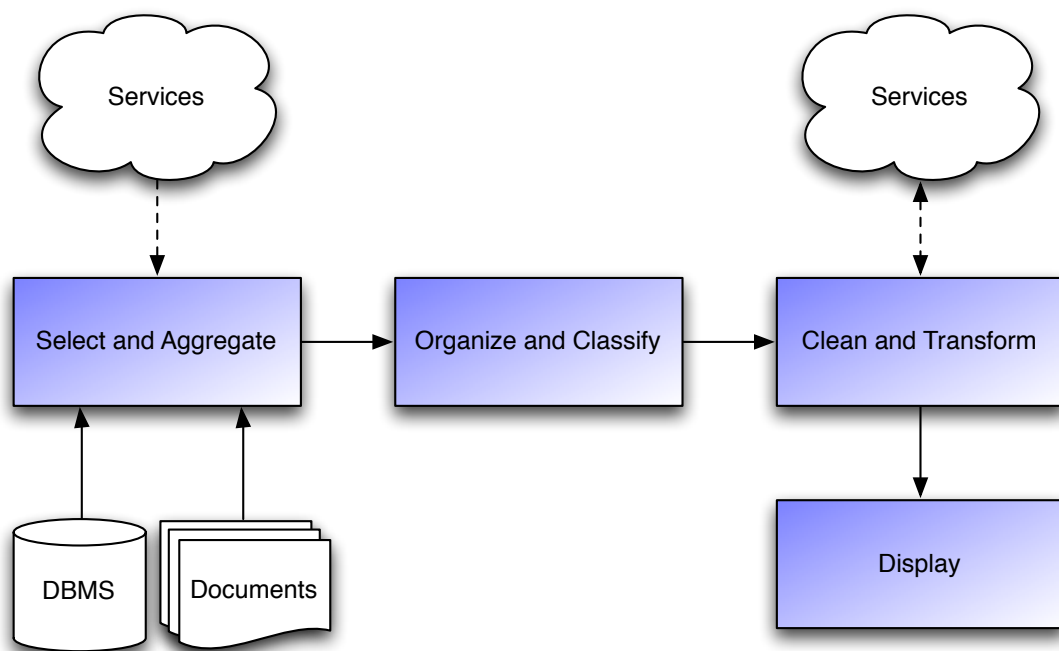 Services
Services
Select and Aggregate
Organize and Classify
Clean and Transform
DBMS
Documents
Display